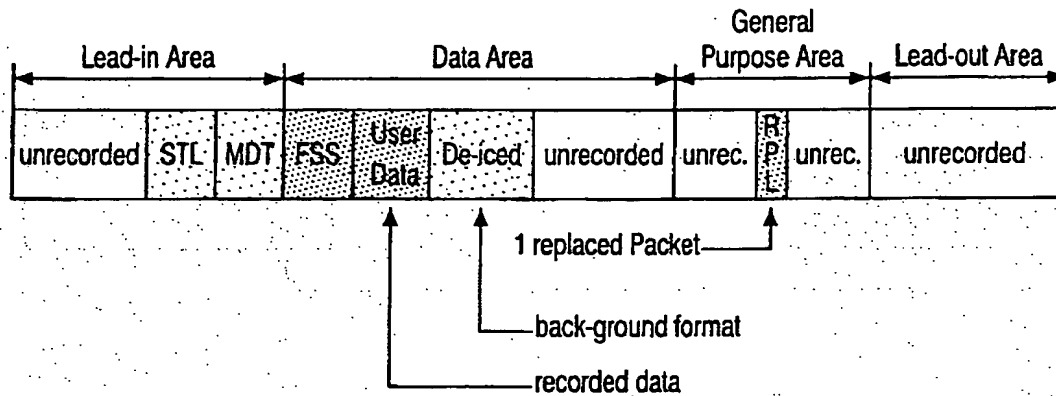 General
Lead-in Area Data Area Purpose Area Lead-out Area
unrecorded STL MDT FSS User Data De-iced unrecorded unrec. RPL unrec. unrecorded
1 replaced Packet
back-ground format
recorded data